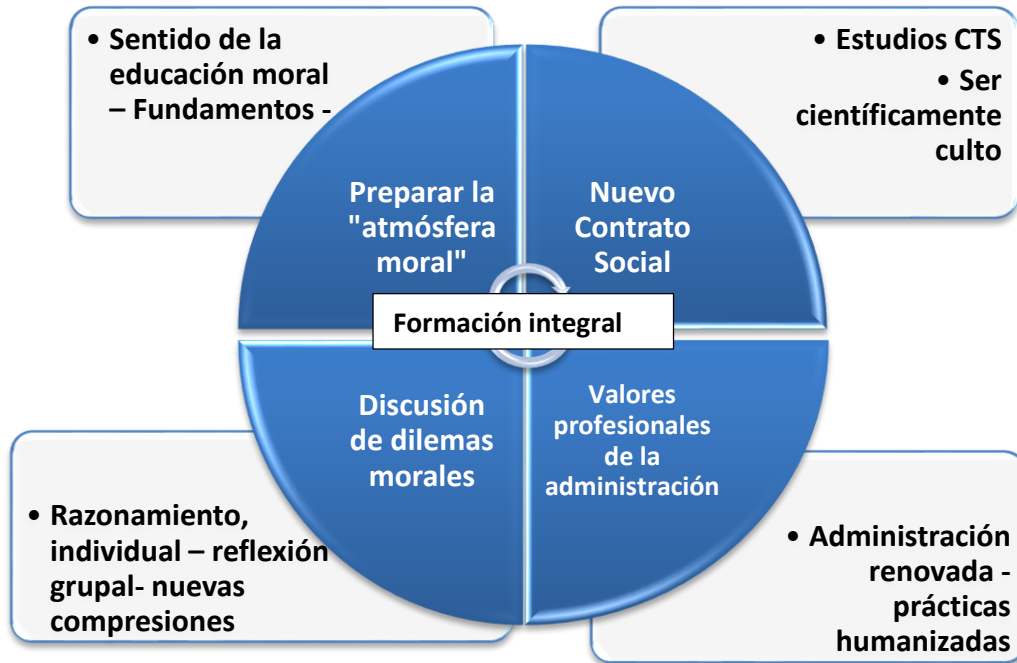 • Sentido de la
educación moral
– Fundamentos -
• Estudios CTS
• Ser
científicamente
culto
Preparar la
"atmósfera
moral"
Nuevo
Contrato
Social
Formación integral
Discusión
de dilemas
morales
Valores
profesionales
de la
administración
• Razonamiento,
individual – reflexión
grupal- nuevas
compresiones
• Administración
renovada -
prácticas
humanizadas